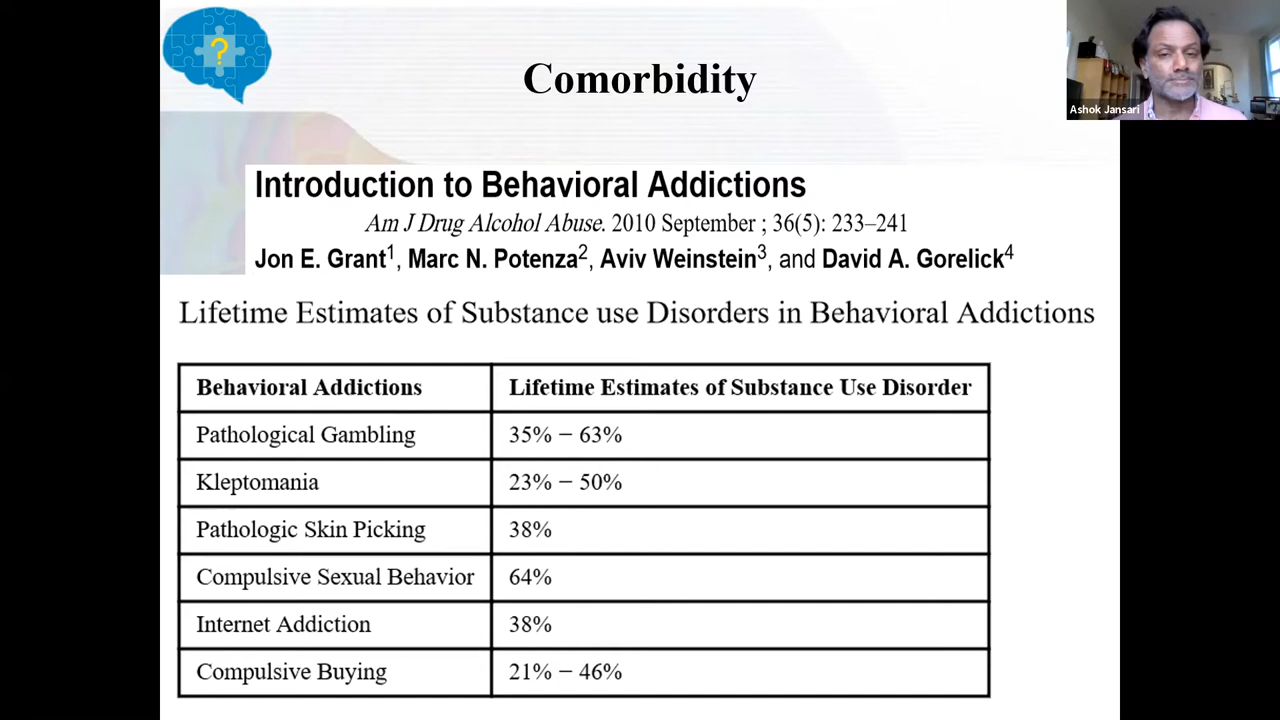 ?
Comorbidity
Ashok Jansari
Introduction to Behavioral Addictions
Am J Drug Alcohol Abuse. 2010 September ; 36(5): 233–241
Jon E. Grant1, Marc N. Potenza2, Aviv Weinstein3, and David A. Gorelick4
Lifetime Estimates of Substance use Disorders in Behavioral Addictions
Behavioral Addictions Lifetime Estimates of Substance Use Disorder
Pathological Gambling 35% − 63%
Kleptomania 23% − 50%
Pathologic Skin Picking 38%
Compulsive Sexual Behavior 64%
Internet Addiction 38%
Compulsive Buying 21% − 46%